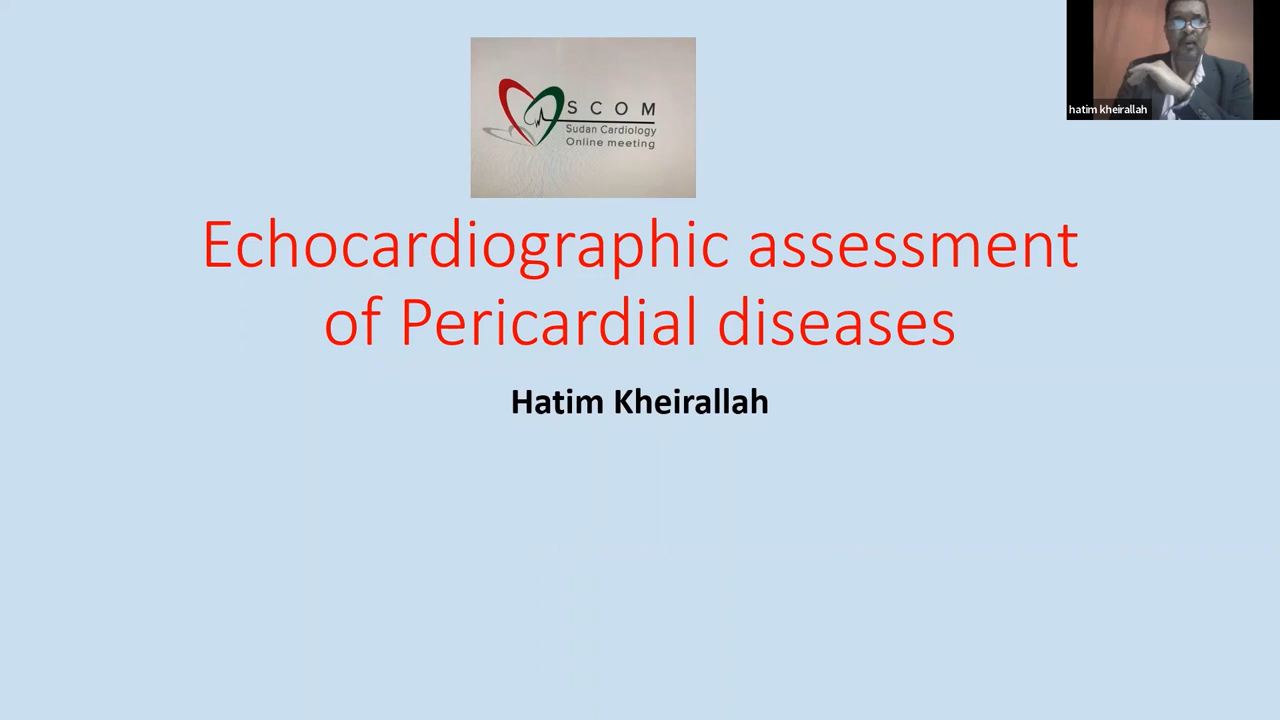 SCOM
Sudan Cardiology
Online meeting
hatim kheirallah
Echocardiographic assessment
of Pericardial diseases
Hatim Kheirallah